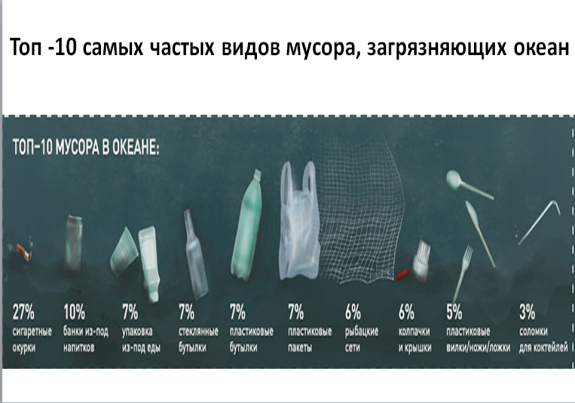 Топ -10 самых частых видов мусора, загрязняющих океан
ТОП-10 МУСОРА В ОКЕАНЕ:
27%
сигаретные
окурки
10%
банки из-под
напитков
7%
упаковка
из-под еды
7%
стеклянные
бутылки
7%
пластиковые
бутылки
7%
пластиковые
пакеты
6%
рыбацкие
сети
6%
колпачки
и крышки
5%
пластиковые
вилки/ножи/ложки
3%
соломки
для коктейлей